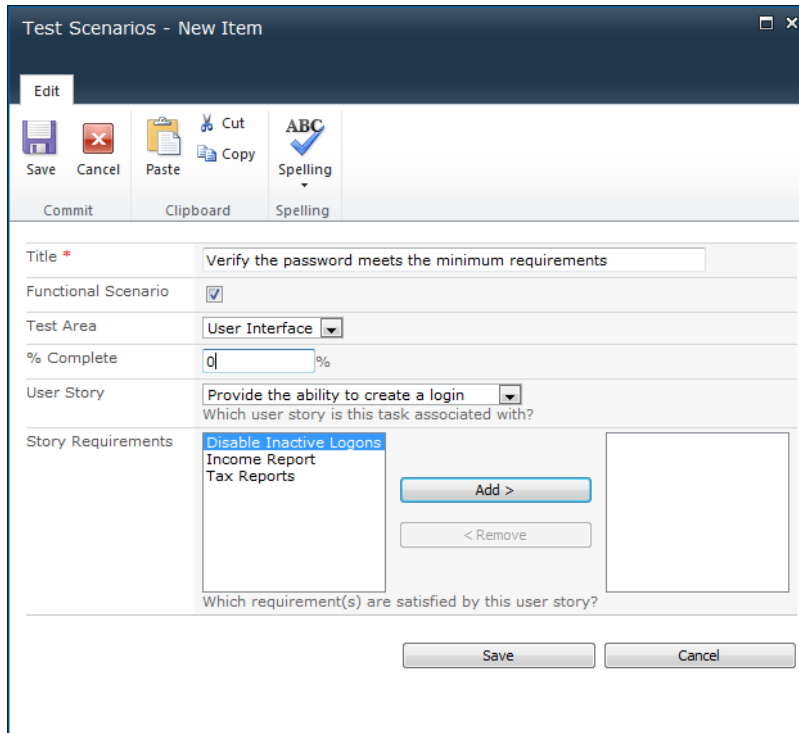 Test Scenarios - New Item
Edit
Save
Cancel
Paste
Cut
Copy
ABC
Spelling
Commit
Clipboard
Spelling
Title *
Verify the password meets the minimum requirements
Functional Scenario
Test Area
User Interface
% Complete
0
%
User Story
Provide the ability to create a login
Which user story is this task associated with?
Story Requirements
Disable Inactive Logons
Income Report
Tax Reports
Add >
< Remove
Which requirement(s) are satisfied by this user story?
Save
Cancel